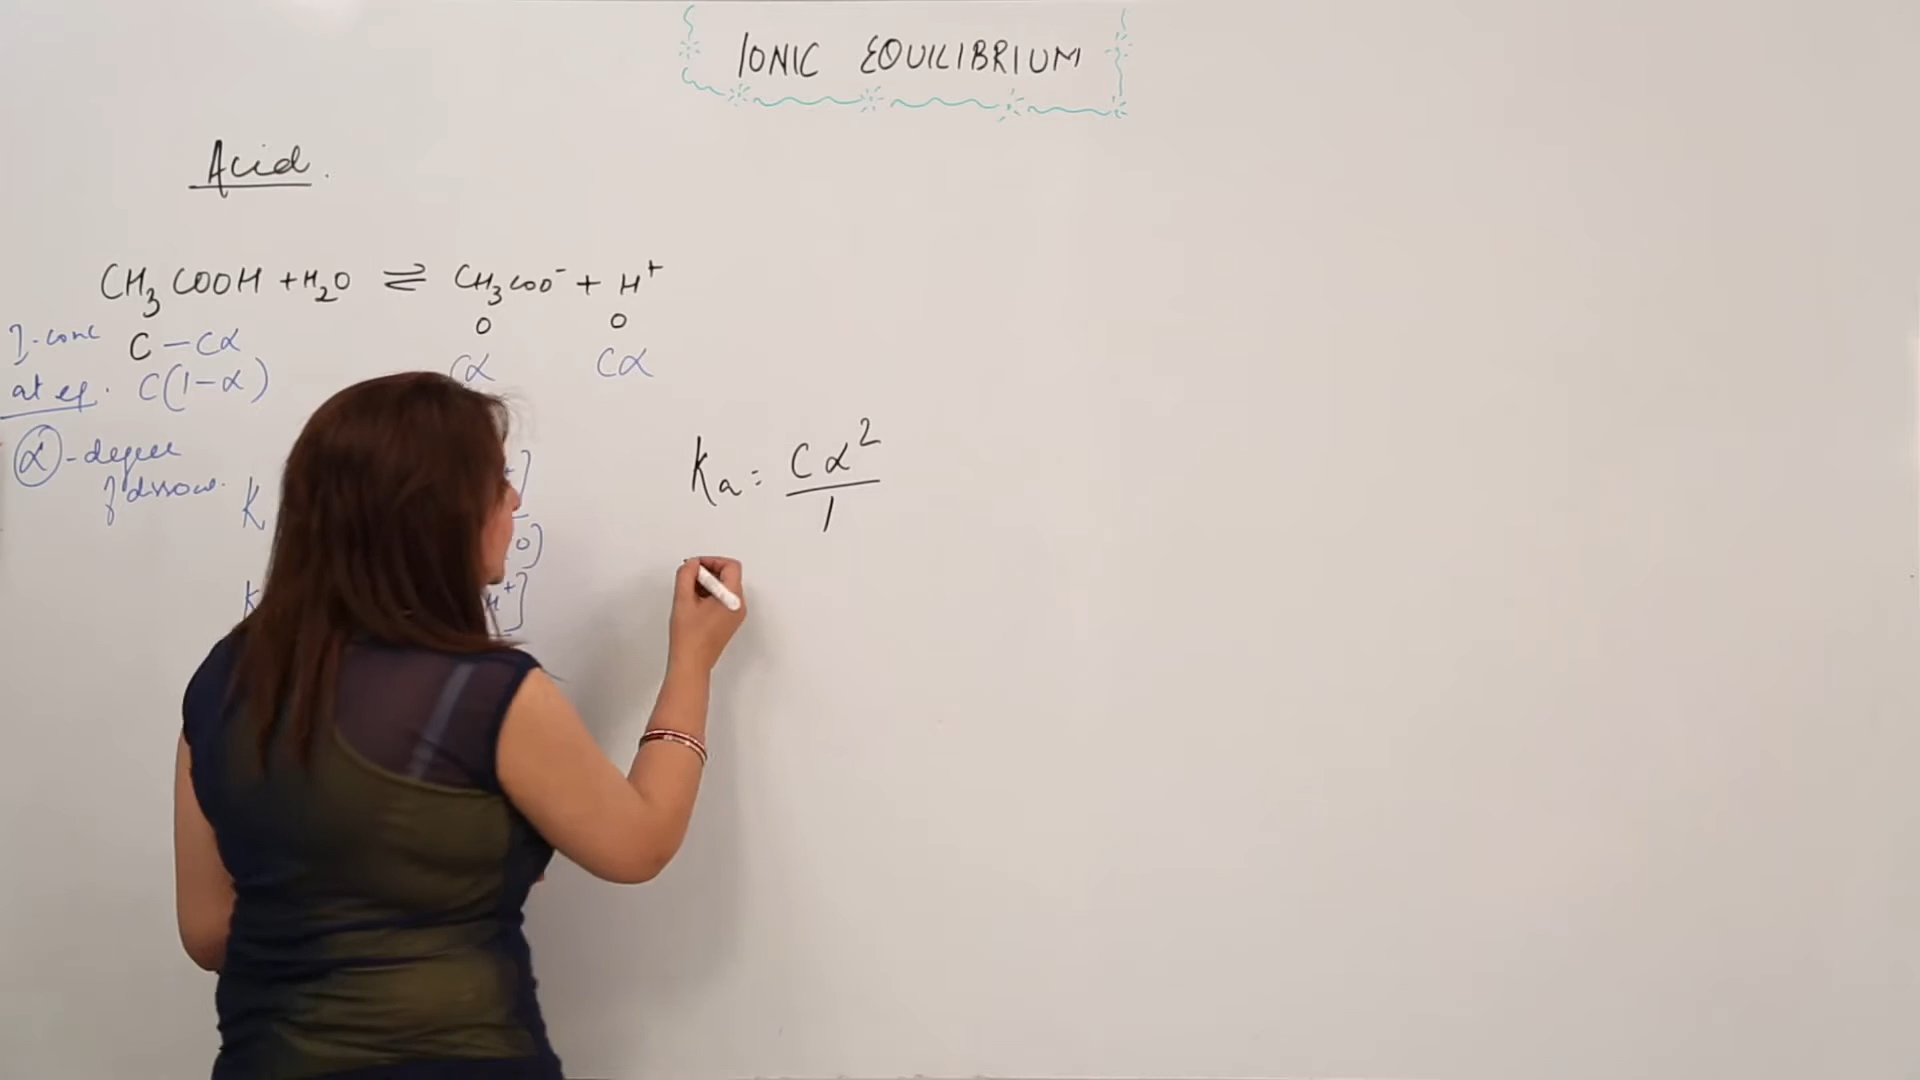 IONIC EQUILIBRIUM
Acid.
CH₃COOH + H₂O ⇌ CH₃COO⁻ + H⁺
I. conc C - Cα 0 0
at eq. C(1-α) Cα Cα
α - degree
of dissoc.
K
K H⁺]
Ka = Cα²
1